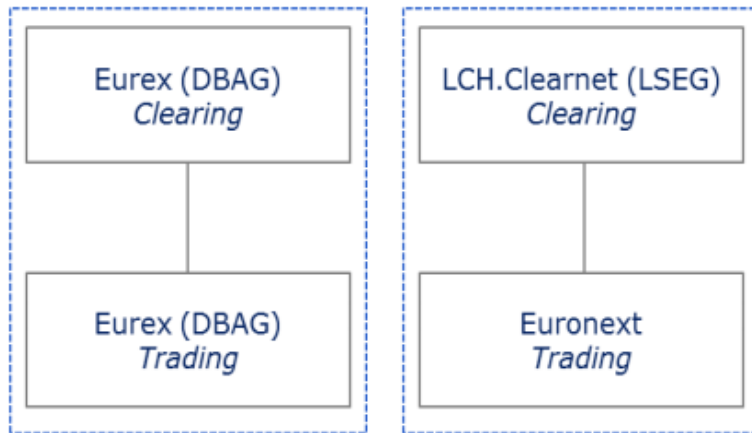 Eurex (DBAG)
Clearing
LCH.Clearnet (LSEG)
Clearing
Eurex (DBAG)
Trading
Euronext
Trading